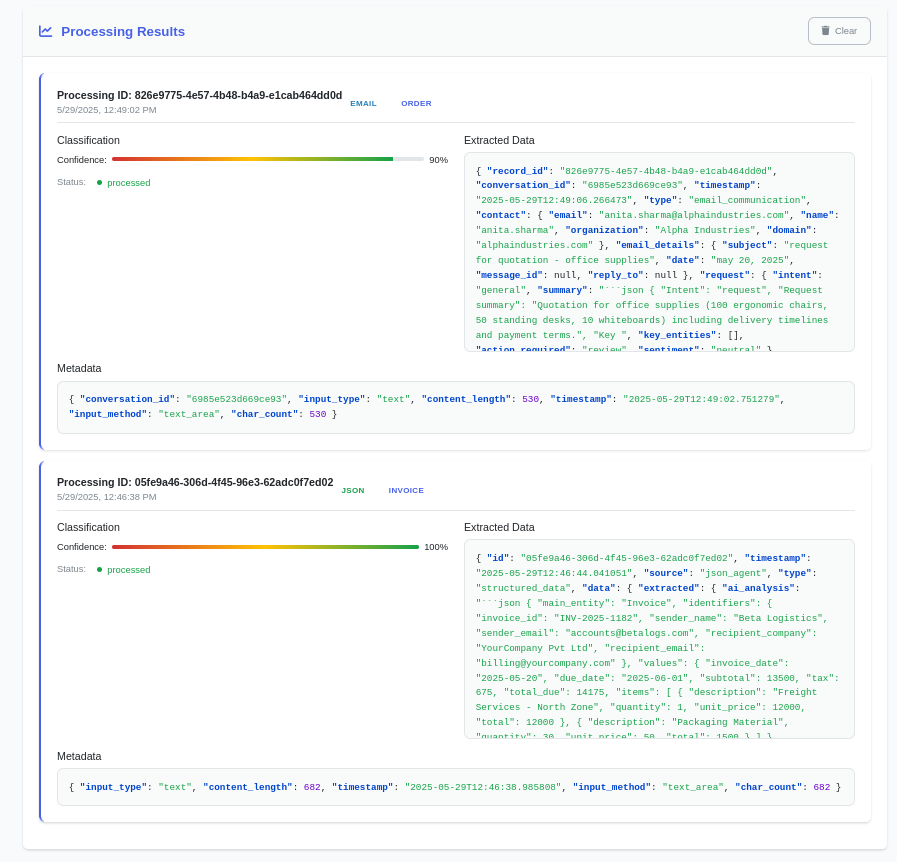 Processing Results
Clear
Processing ID: 826e9775-4e57-4b48-b4a9-e1cab464dd0d EMAIL ORDER
5/29/2025, 12:49:02 PM
Classification
Confidence: 90%
Status: processed
Extracted Data
{ "record_id": "826e9775-4e57-4b48-b4a9-e1cab464dd0d",
"conversation_id": "6985e523d669ce93", "timestamp":
"2025-05-29T12:49:06.266473", "type": "email_communication",
"contact": { "email": "anita.sharma@alphaindustries.com", "name":
"anita.sharma", "organization": "Alpha Industries", "domain":
"alphaindustries.com" }, "email_details": { "subject": "request
for quotation - office supplies", "date": "may 20, 2025",
"message_id": null, "reply_to": null }, "request": { "intent":
"general", "summary": "```json { "Intent": "request", "Request
summary": "Quotation for office supplies (100 ergonomic chairs,
50 standing desks, 10 whiteboards) including delivery timelines
and payment terms.", "Key ", "key_entities": [],
"action_required": "review", "sentiment": "neutral" }
Metadata
{ "conversation_id": "6985e523d669ce93", "input_type": "text", "content_length": 530, "timestamp": "2025-05-29T12:49:02.751279",
"input_method": "text_area", "char_count": 530 }
Processing ID: 05fe9a46-306d-4f45-96e3-62adc0f7ed02 JSON INVOICE
5/29/2025, 12:46:38 PM
Classification
Confidence: 100%
Status: processed
Extracted Data
{ "id": "05fe9a46-306d-4f45-96e3-62adc0f7ed02", "timestamp":
"2025-05-29T12:46:44.041051", "source": "json_agent", "type":
"structured_data", "data": { "extracted": { "ai_analysis":
"```json { "main_entity": "Invoice", "identifiers": {
"invoice_id": "INV-2025-1182", "sender_name": "Beta Logistics",
"sender_email": "accounts@betalogs.com", "recipient_company":
"YourCompany Pvt Ltd", "recipient_email":
"billing@yourcompany.com" }, "values": { "invoice_date":
"2025-05-20", "due_date": "2025-06-01", "subtotal": 13500, "tax":
675, "total_due": 14175, "items": [ { "description": "Freight
Services - North Zone", "quantity": 1, "unit_price": 12000,
"total": 12000 }, { "description": "Packaging Material",
"quantity": 30, "unit_price": 50, "total": 1500 } ] }
Metadata
{ "input_type": "text", "content_length": 682, "timestamp": "2025-05-29T12:46:38.985808", "input_method": "text_area", "char_count": 682 }